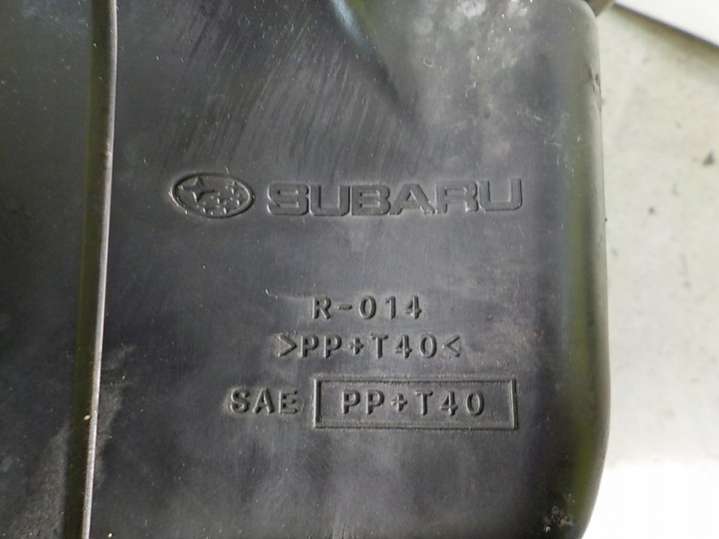 SUBARU
R-014
>PP+T40<
SAE PP+T40